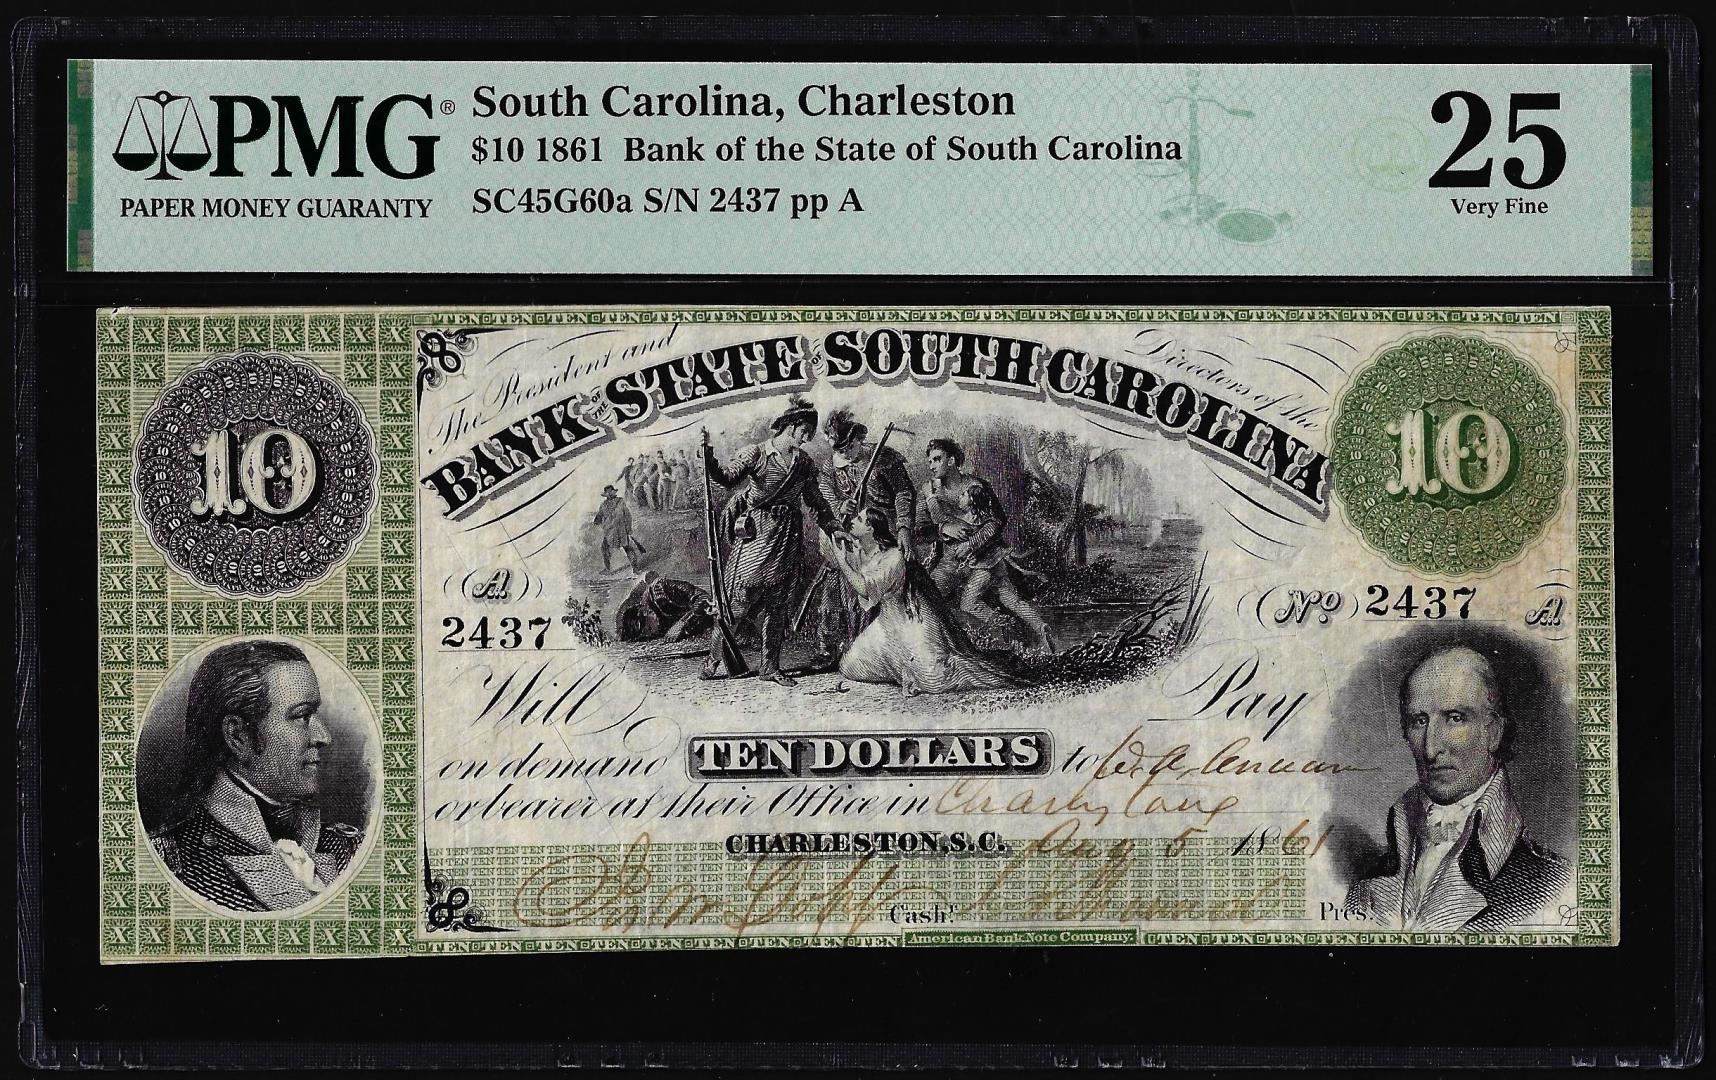 PMG®
PAPER MONEY GUARANTY
South Carolina, Charleston
$10 1861 Bank of the State of South Carolina
SC45G60a S/N 2437 pp A
25
Very Fine
The President and Directors of the
BANK OF THE STATE OF SOUTH CAROLINA
10
10
(A)
2437
No 2437 A
Will Pay
on demand TEN DOLLARS to
or bearer at their Office in
CHARLESTON, S.C. Aug 5 1861
Cashr. Pres.
American Bank Note Company.